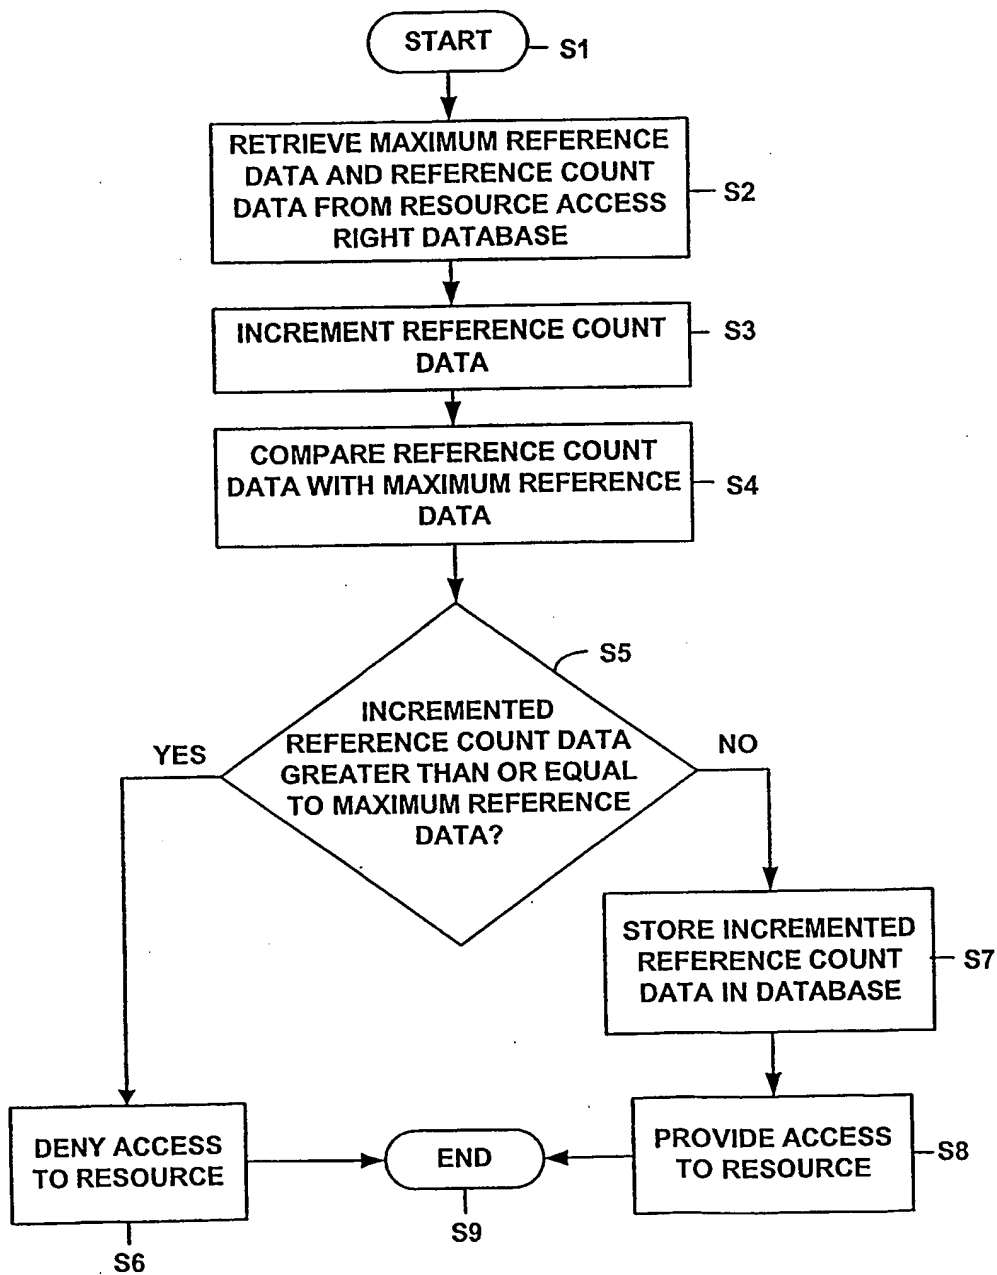 START
S1
RETRIEVE MAXIMUM REFERENCE
DATA AND REFERENCE COUNT
DATA FROM RESOURCE ACCESS
RIGHT DATABASE
S2
INCREMENT REFERENCE COUNT
DATA
S3
COMPARE REFERENCE COUNT
DATA WITH MAXIMUM REFERENCE
DATA
S4
S5
INCREMENTED
REFERENCE COUNT DATA
GREATER THAN OR EQUAL
TO MAXIMUM REFERENCE
DATA?
YES
NO
STORE INCREMENTED
REFERENCE COUNT
DATA IN DATABASE
S7
DENY ACCESS
TO RESOURCE
S6
END
S9
PROVIDE ACCESS
TO RESOURCE
S8